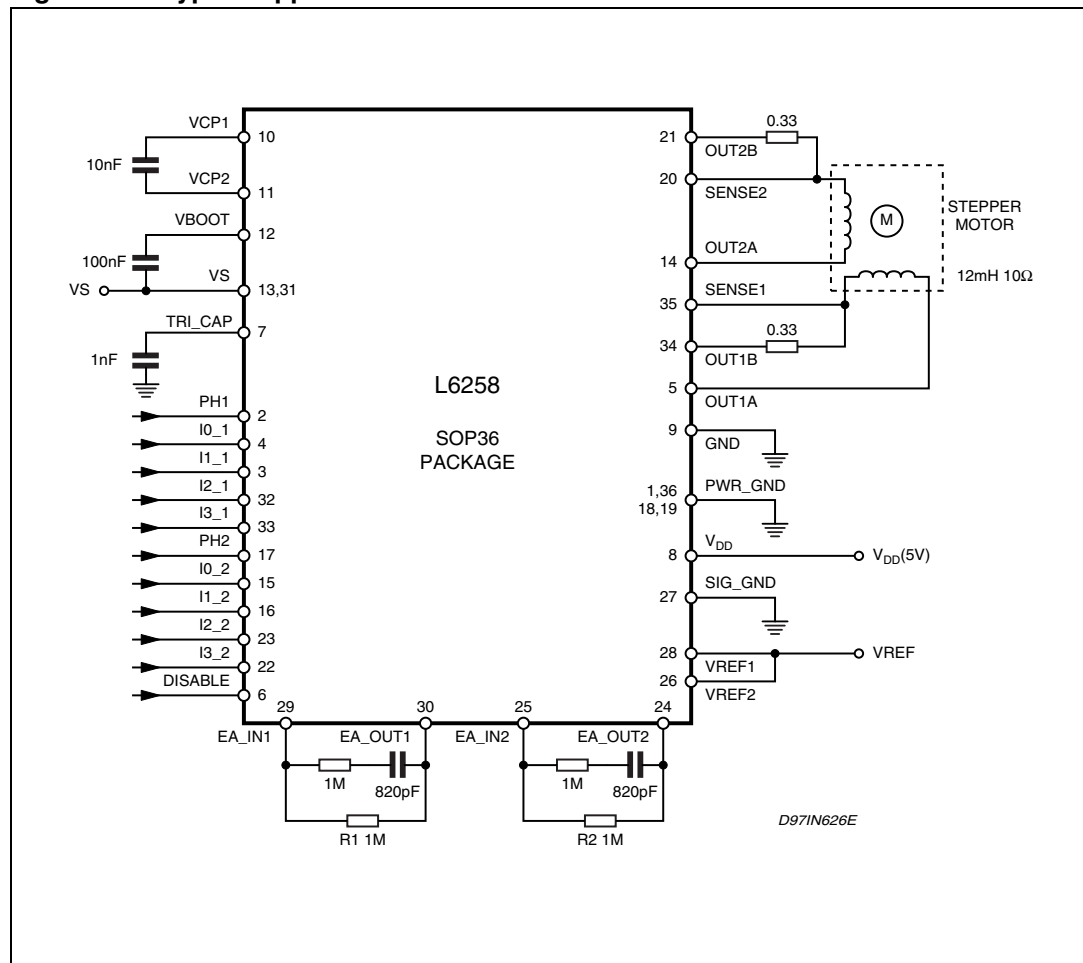 VCP1
10
10nF
VCP2
11
VBOOT
12
100nF
VS
VS
13,31
TRI_CAP
7
1nF
PH1
2
I0_1
4
I1_1
3
I2_1
32
I3_1
33
PH2
17
I0_2
15
I1_2
16
I2_2
23
I3_2
22
DISABLE
6
L6258
SOP36
PACKAGE
21
0.33
OUT2B
20
SENSE2
M
STEPPER
MOTOR
14
OUT2A
12mH 10Ω
35
SENSE1
34
0.33
OUT1B
5
OUT1A
9
GND
1,36
18,19
PWR_GND
8
VDD
VDD(5V)
27
SIG_GND
28
VREF1
VREF
26
VREF2
29
30
25
24
EA_IN1
EA_OUT1
EA_IN2
EA_OUT2
1M
820pF
1M
820pF
R1 1M
R2 1M
D97IN626E